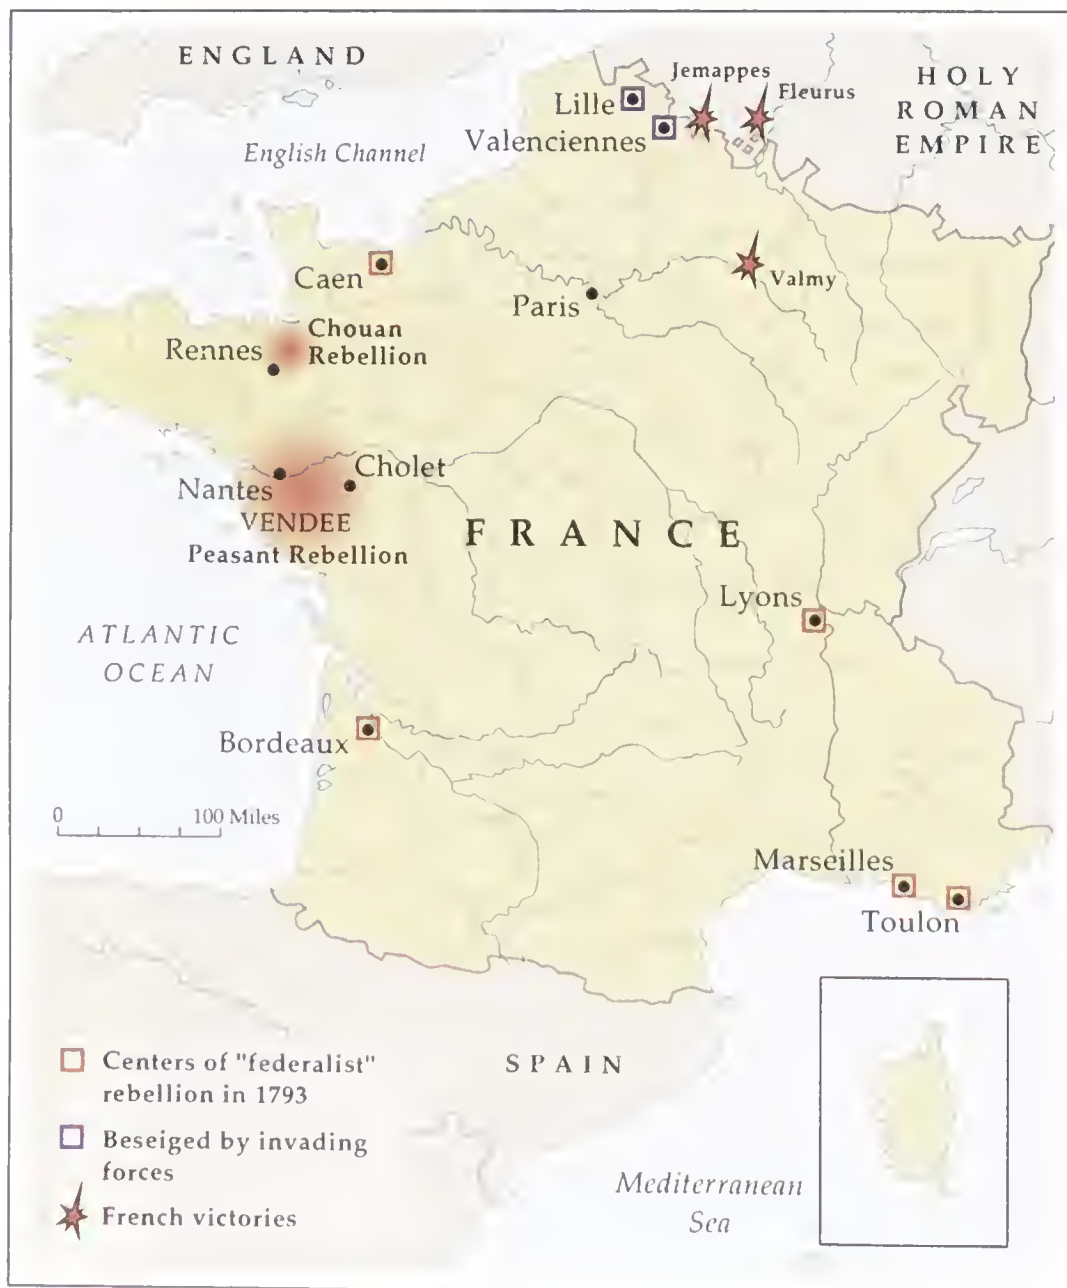 ENGLAND
Jemappes
HOLY
ROMAN
EMPIRE
Fleurus
Lille
Valenciennes
English Channel
Caen
Valmy
Paris
Chouan
Rebellion
Rennes
Cholet
Nantes
VENDEE
Peasant Rebellion
FRANCE
Lyons
ATLANTIC
OCEAN
Bordeaux
0 100 Miles
Marseilles
Toulon
SPAIN
Centers of "federalist"
rebellion in 1793
Beseiged by invading
forces
French victories
Mediterranean
Sea